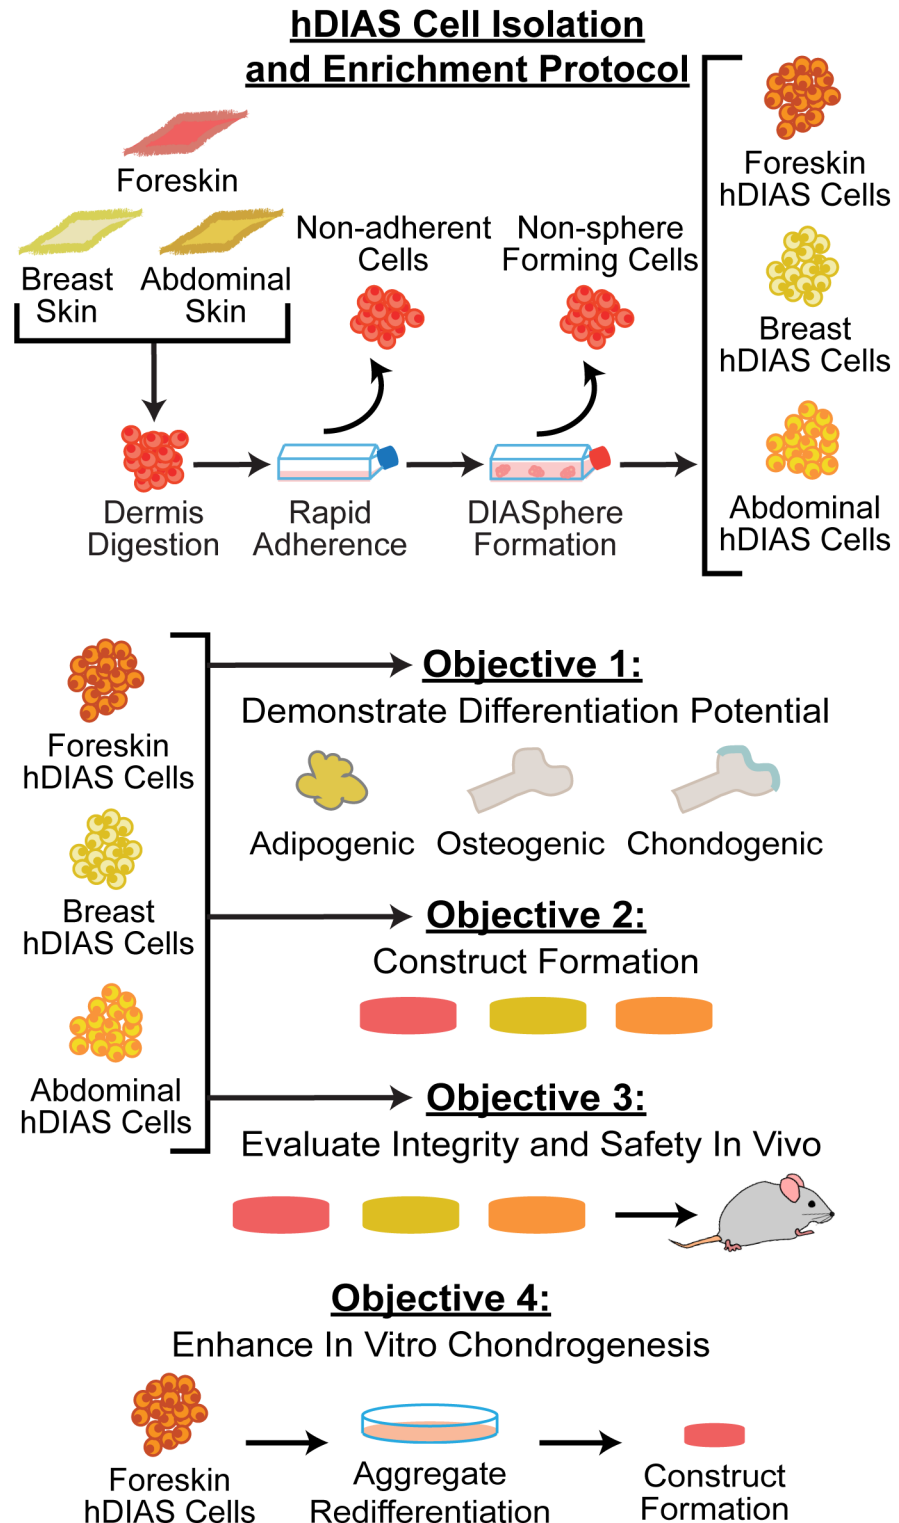 hDIAS Cell Isolation
and Enrichment Protocol
Foreskin
Breast
Skin
Abdominal
Skin
Non-adherent
Cells
Non-sphere
Forming Cells
Dermis
Digestion
Rapid
Adherence
DIASphere
Formation
Foreskin
hDIAS Cells
Breast
hDIAS Cells
Abdominal
hDIAS Cells
Foreskin
hDIAS Cells
Breast
hDIAS Cells
Abdominal
hDIAS Cells
Objective 1:
Demonstrate Differentiation Potential
Adipogenic
Osteogenic
Chondogenic
Objective 2:
Construct Formation
Objective 3:
Evaluate Integrity and Safety In Vivo
Objective 4:
Enhance In Vitro Chondrogenesis
Foreskin
hDIAS Cells
Aggregate
Redifferentiation
Construct
Formation